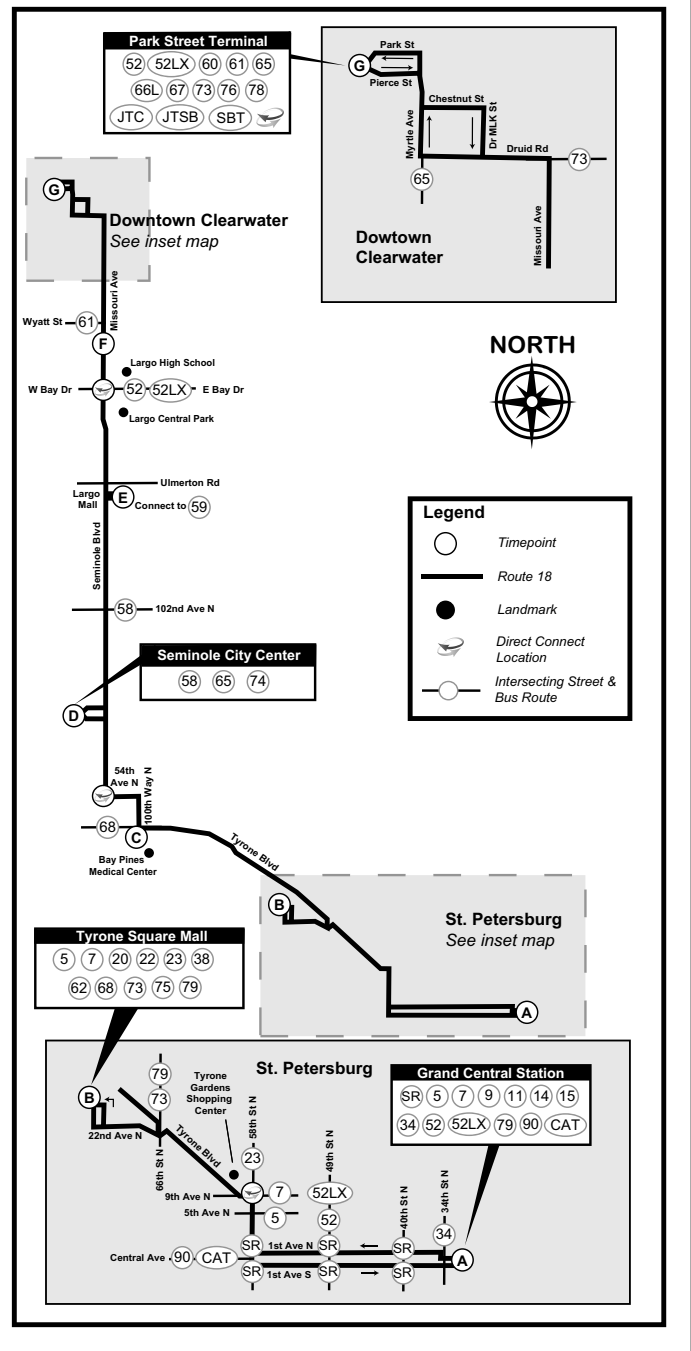 Park Street Terminal
52 52LX 60 61 65
66L 67 73 76 78
JTC JTSB SBT
G
Park St
Pierce St
Chestnut St
Myrtle Ave
Dr MLK St
Druid Rd
73
65
Missouri Ave
Dowtown
Clearwater
G
Downtown Clearwater
See inset map
Missouri Ave
Wyatt St 61
F
Largo High School
W Bay Dr 52 52LX E Bay Dr
Largo Central Park
NORTH
Ulmerton Rd
Largo
Mall
E
Connect to 59
Seminole Blvd
58 102nd Ave N
Legend
Timepoint
Route 18
Landmark
Direct Connect
Location
Intersecting Street &
Bus Route
Seminole City Center
58 65 74
D
54th
Ave N
100th Way N
68
C
Bay Pines
Medical Center
Tyrone Blvd
B
St. Petersburg
See inset map
A
Tyrone Square Mall
5 7 20 22 23 38
62 68 73 75 79
St. Petersburg
Grand Central Station
SR 5 7 9 11 14 15
34 52 52LX 79 90 CAT
79
73
Tyrone
Gardens
Shopping
Center
B
22nd Ave N
66th St N
Tyrone Blvd
58th St N
23
49th St N
40th St N
34th St N
9th Ave N 7
52LX
5th Ave N 5
52
34
SR 1st Ave N SR SR
Central Ave 90 CAT
A
SR 1st Ave S SR SR